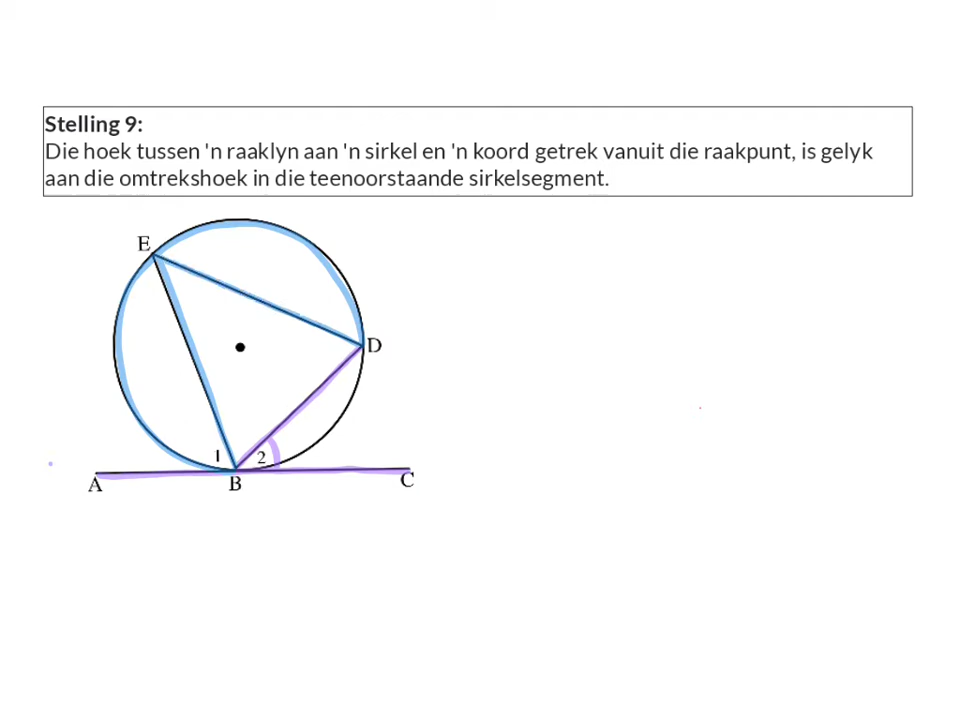 Stelling 9:
Die hoek tussen 'n raaklyn aan 'n sirkel en 'n koord getrek vanuit die raakpunt, is gelyk
aan die omtrekshoek in die teenoorstaande sirkelsegment.
E
D
1 2
A B C